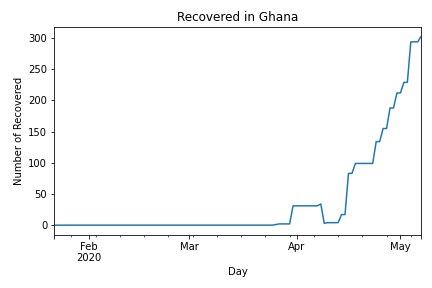 Recovered in Ghana
Number of Recovered
300
250
200
150
100
50
0
Feb
2020
Mar
Apr
May
Day